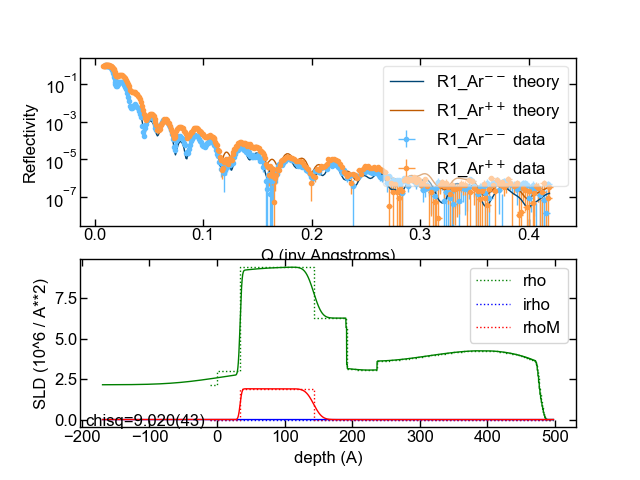 10⁻¹
10⁻³
10⁻⁵
10⁻⁷
Reflectivity
R1_Ar⁻⁻ theory
R1_Ar⁺⁺ theory
R1_Ar⁻⁻ data
R1_Ar⁺⁺ data
0.0 0.1 0.2 0.3 0.4
Q (inv Angstroms)
7.5
5.0
2.5
0.0
SLD (10^6 / A**2)
rho
irho
rhoM
chisq=9.020(43)
−200 −100 0 100 200 300 400 500
depth (A)